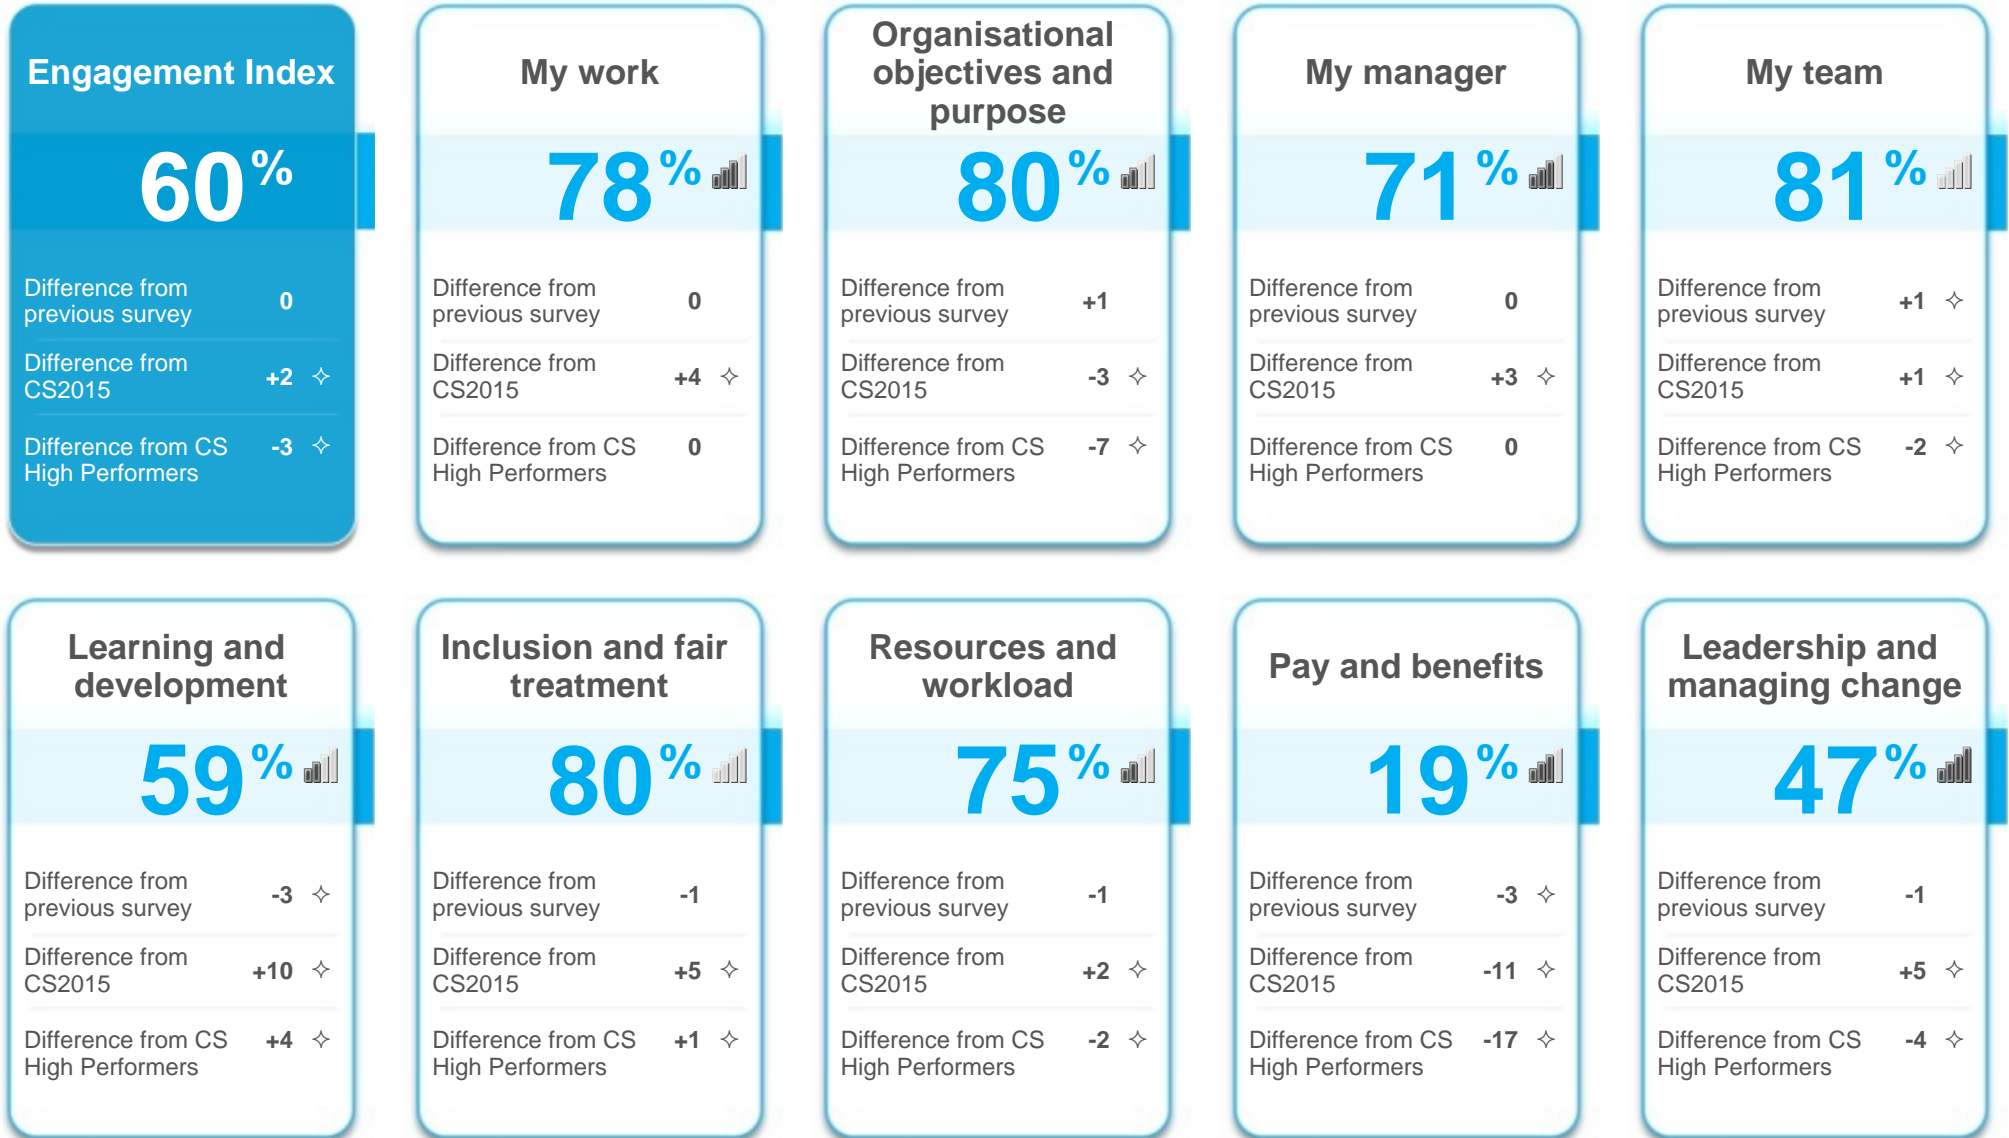 Engagement Index
60%
Difference from
previous survey 0
Difference from
CS2015 +2 ✧
Difference from CS
High Performers -3 ✧
My work
78%
Difference from
previous survey 0
Difference from
CS2015 +4 ✧
Difference from CS
High Performers 0
Organisational
objectives and
purpose
80%
Difference from
previous survey +1
Difference from
CS2015 -3 ✧
Difference from CS
High Performers -7 ✧
My manager
71%
Difference from
previous survey 0
Difference from
CS2015 +3 ✧
Difference from CS
High Performers 0
My team
81%
Difference from
previous survey +1 ✧
Difference from
CS2015 +1 ✧
Difference from CS
High Performers -2 ✧
Learning and
development
59%
Difference from
previous survey -3 ✧
Difference from
CS2015 +10 ✧
Difference from CS
High Performers +4 ✧
Inclusion and fair
treatment
80%
Difference from
previous survey -1
Difference from
CS2015 +5 ✧
Difference from CS
High Performers +1 ✧
Resources and
workload
75%
Difference from
previous survey -1
Difference from
CS2015 +2 ✧
Difference from CS
High Performers -2 ✧
Pay and benefits
19%
Difference from
previous survey -3 ✧
Difference from
CS2015 -11 ✧
Difference from CS
High Performers -17 ✧
Leadership and
managing change
47%
Difference from
previous survey -1
Difference from
CS2015 +5 ✧
Difference from CS
High Performers -4 ✧